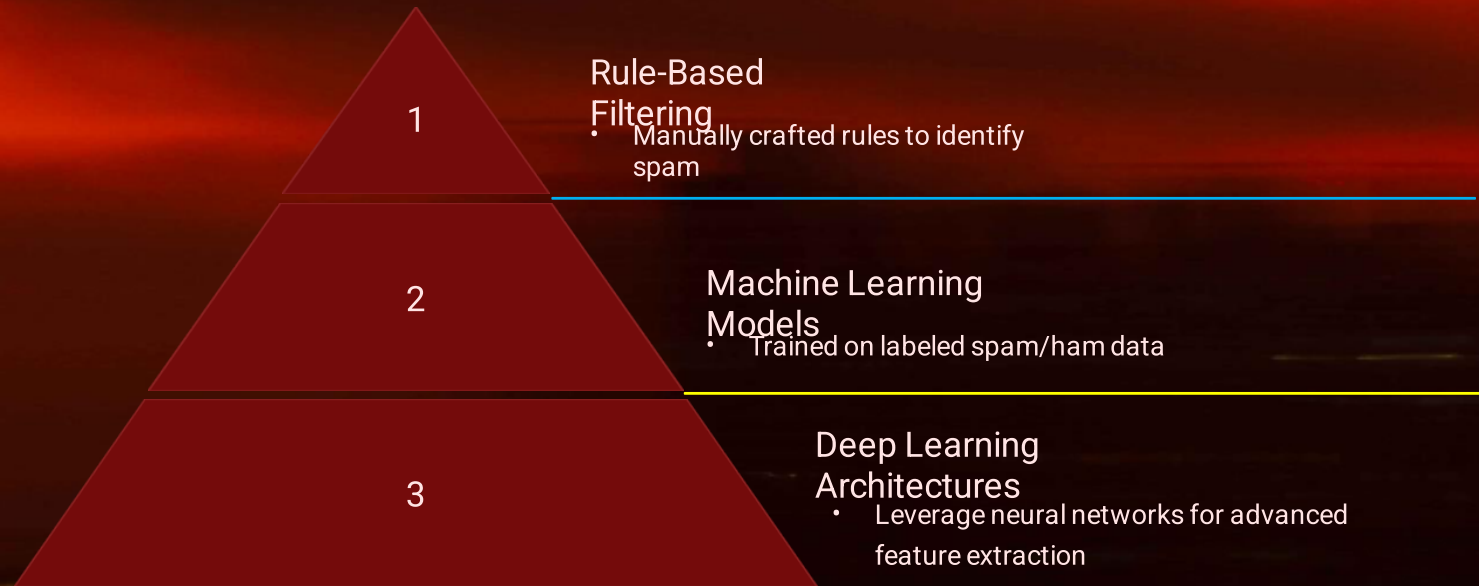 1
Rule-Based
Filtering
• Manually crafted rules to identify
spam
2
Machine Learning
Models
• Trained on labeled spam/ham data
3
Deep Learning
Architectures
• Leverage neural networks for advanced
feature extraction